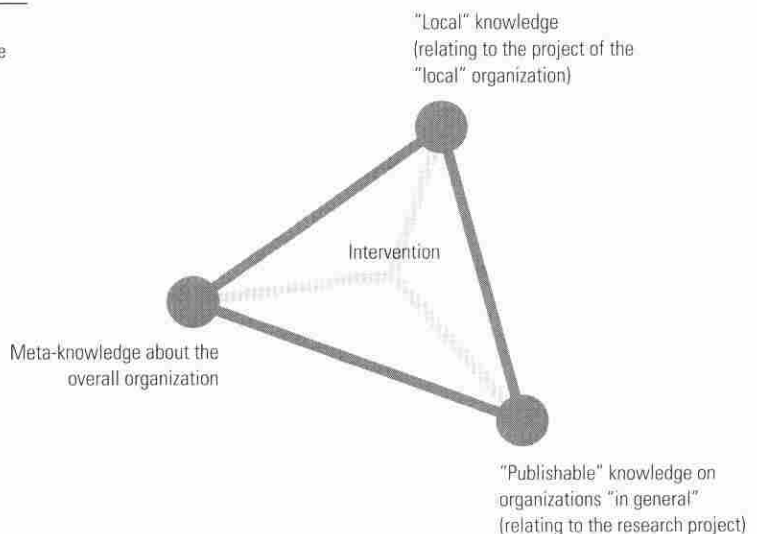 "Local" knowledge
(relating to the project of the
"local" organization)
e
Intervention
Meta-knowledge about the
overall organization
"Publishable" knowledge on
organizations "in general"
(relating to the research project)